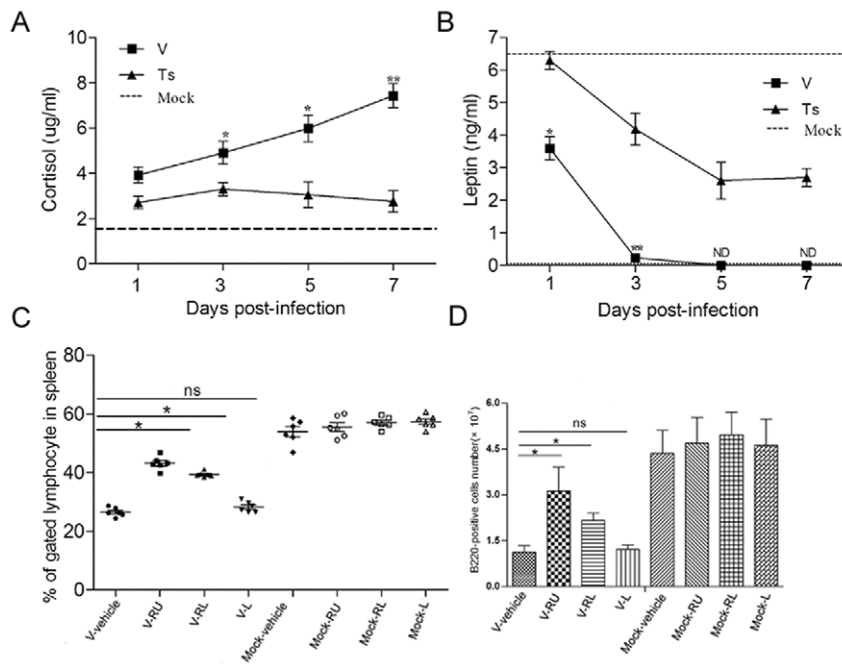 A
V
Ts
Mock
Cortisol (ug/ml)
10
8
6
4
2
0
*
*
**
1 3 5 7
Days post-infection
B
V
Ts
Mock
Leptin (ng/ml)
7
6
5
4
3
2
1
0
*
**
ND
ND
1 3 5 7
Days post-infection
C
% of gated lymphocyte in spleen
80
60
40
20
0
ns
*
*
V-vehicle
V-RU
V-RL
V-L
Mock-vehicle
Mock-RU
Mock-RL
Mock-L
D
B220-positive cells number(× 10⁷)
6.0
4.5
3.0
1.5
0.0
ns
*
*
V-vehicle
V-RU
V-RL
V-L
Mock-vehicle
Mock-RU
Mock-RL
Mock-L